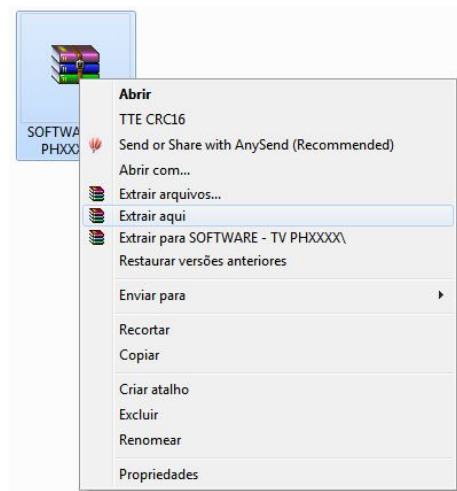 SOFTWA
PHXXX
Abrir
TTE CRC16
Send or Share with AnySend (Recommended)
Abrir com...
Extrair arquivos...
Extrair aqui
Extrair para SOFTWARE - TV PHXXXX\
Restaurar versões anteriores
Enviar para
Recortar
Copiar
Criar atalho
Excluir
Renomear
Propriedades